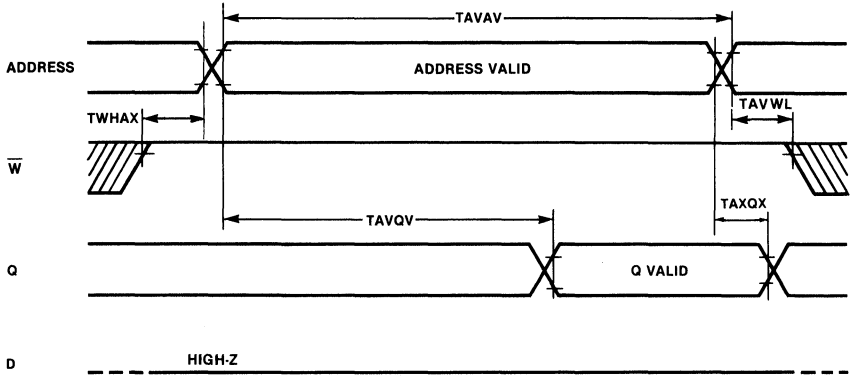 TAVAV
ADDRESS
ADDRESS VALID
TWHAX
TAVWL
W
TAVQV
TAXQX
Q
Q VALID
D
HIGH-Z